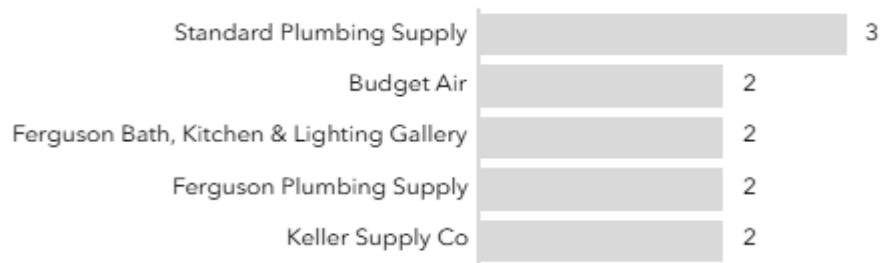 Standard Plumbing Supply 3
Budget Air 2
Ferguson Bath, Kitchen & Lighting Gallery 2
Ferguson Plumbing Supply 2
Keller Supply Co 2